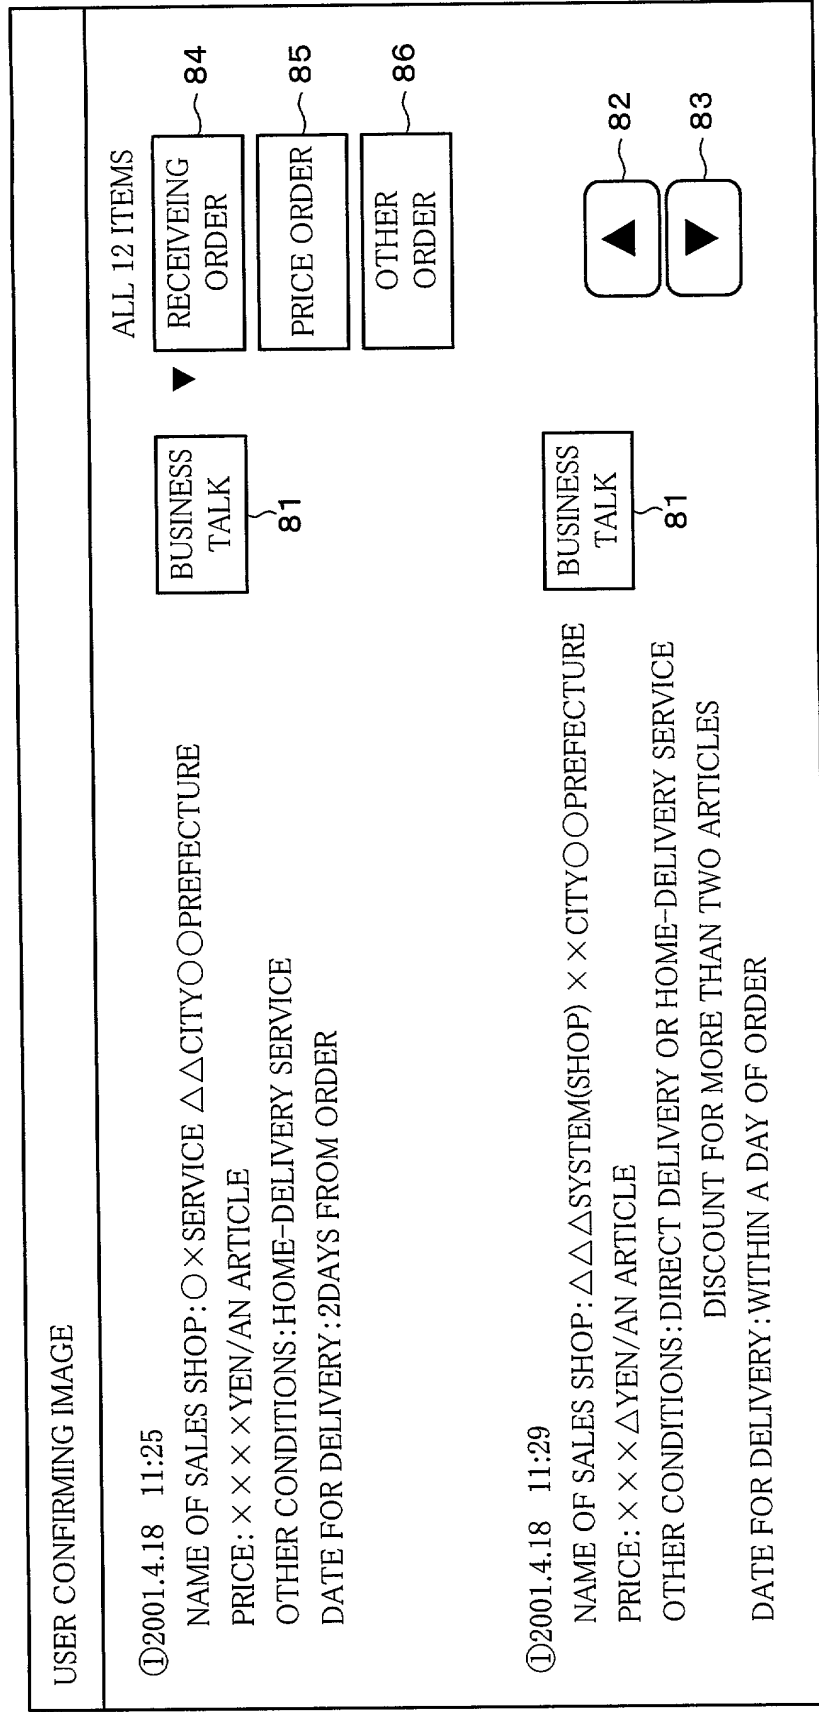 USER CONFIRMING IMAGE
ALL 12 ITEMS
①2001.4.18 11:25
NAME OF SALES SHOP:○×SERVICE △△CITY○○PREFECTURE
PRICE:××××YEN/AN ARTICLE
OTHER CONDITIONS:HOME-DELIVERY SERVICE
DATE FOR DELIVERY:2DAYS FROM ORDER
BUSINESS
TALK
81
▼
RECEIVEING
ORDER
84
PRICE ORDER
85
OTHER
ORDER
86
①2001.4.18 11:29
NAME OF SALES SHOP:△△△SYSTEM(SHOP) ××CITY○○PREFECTURE
PRICE:×××△YEN/AN ARTICLE
OTHER CONDITIONS:DIRECT DELIVERY OR HOME-DELIVERY SERVICE
DISCOUNT FOR MORE THAN TWO ARTICLES
DATE FOR DELIVERY:WITHIN A DAY OF ORDER
BUSINESS
TALK
81
▲
82
▼
83